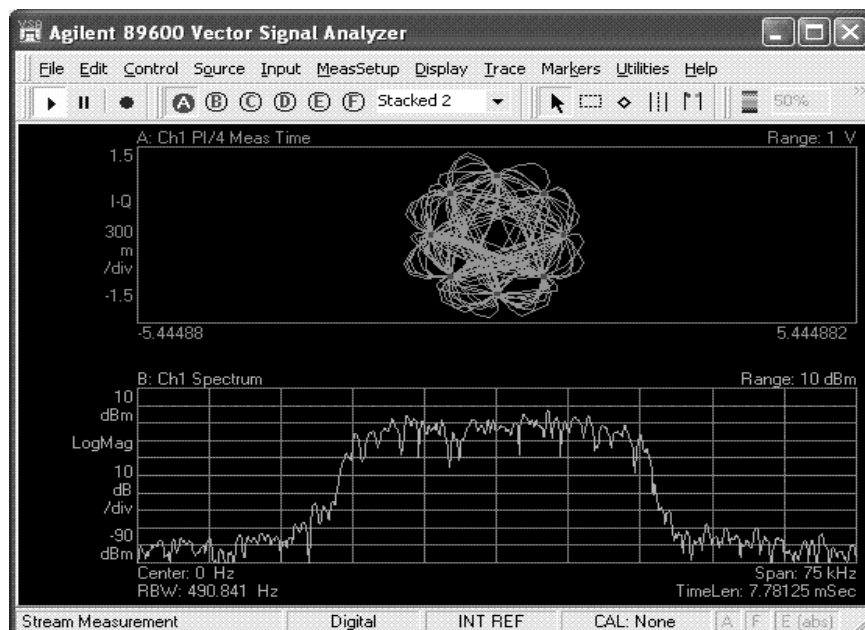 VSB
Agilent 89600 Vector Signal Analyzer
File Edit Control Source Input MeasSetup Display Trace Markers Utilities Help
A B C D E F Stacked 2 50%
A: Ch1 PI/4 Meas Time Range: 1 V
1.5
I-Q
300
m
/div
-1.5
-5.44488 5.444882
B: Ch1 Spectrum Range: 10 dBm
10
dBm
LogMag
10
dB
/div
-90
dBm
Center: 0 Hz Span: 75 kHz
RBW: 490.841 Hz TimeLen: 7.78125 mSec
Stream Measurement Digital INT REF CAL: None A F E (abs)